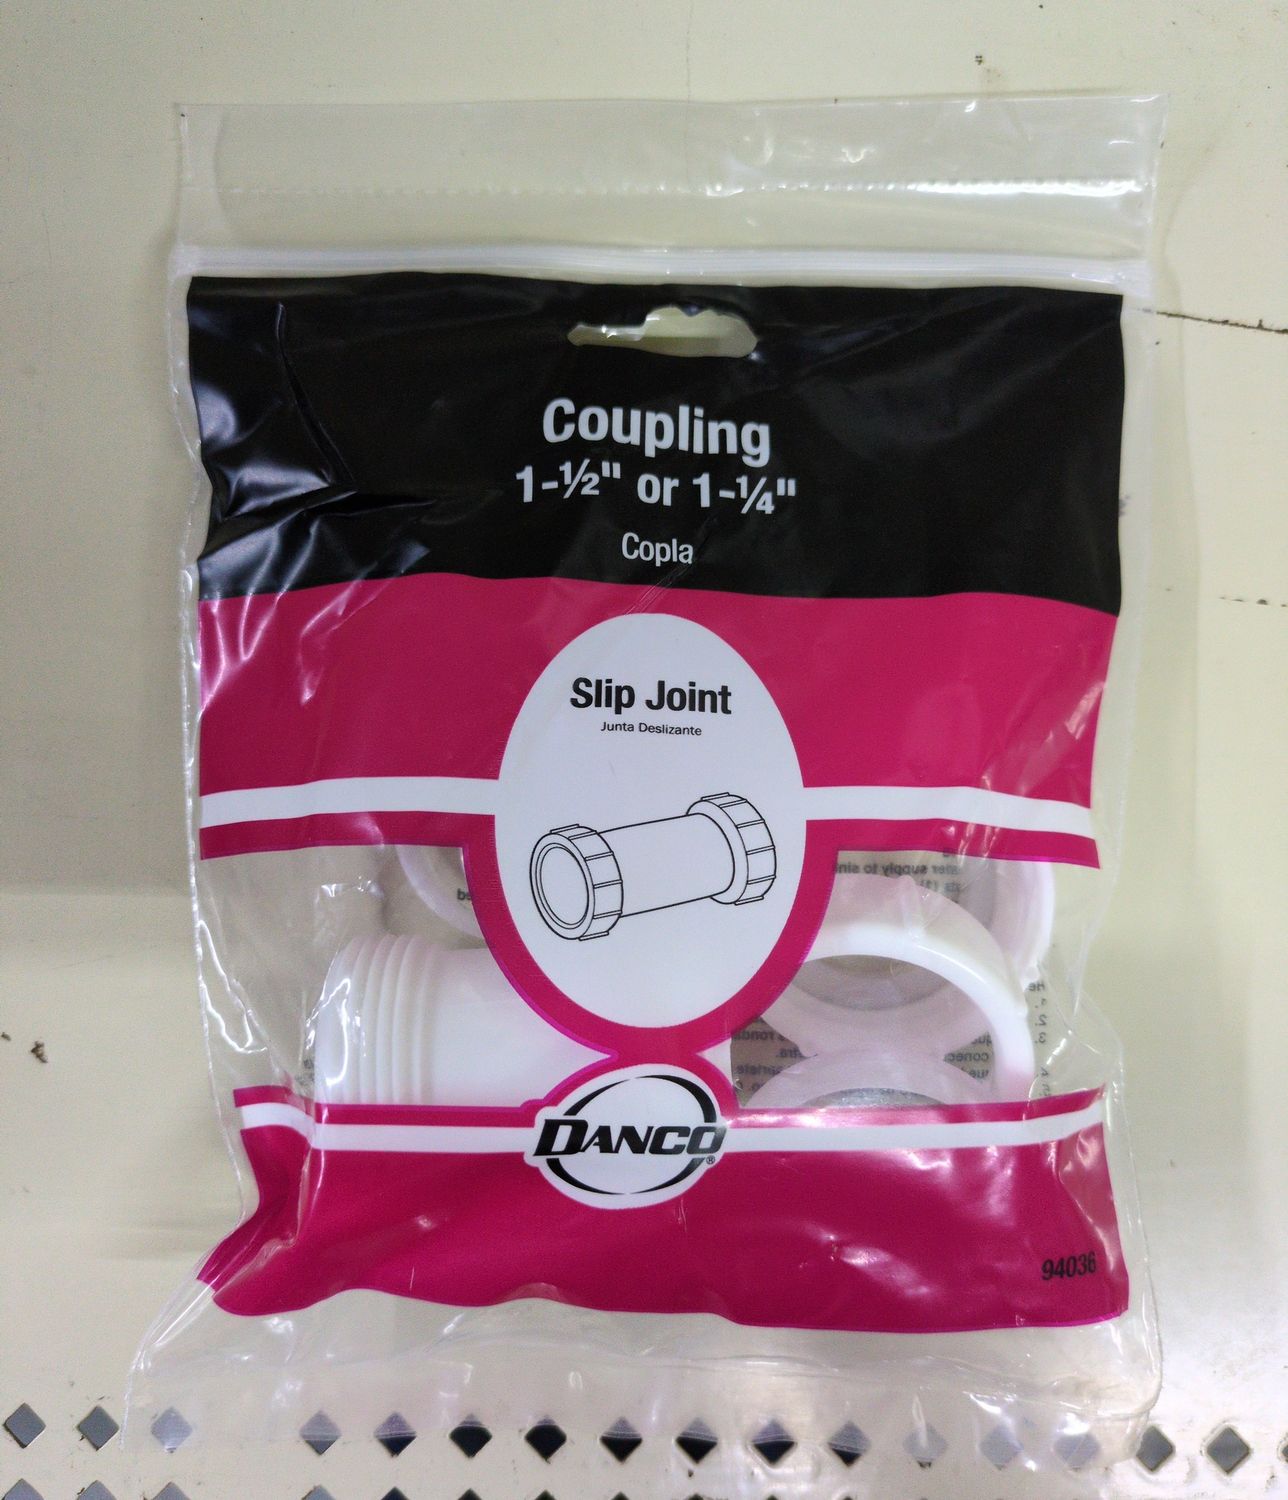 Coupling
1-½" or 1-¼"
Copla
Slip Joint
Junta Deslizante
DANCO®
94036